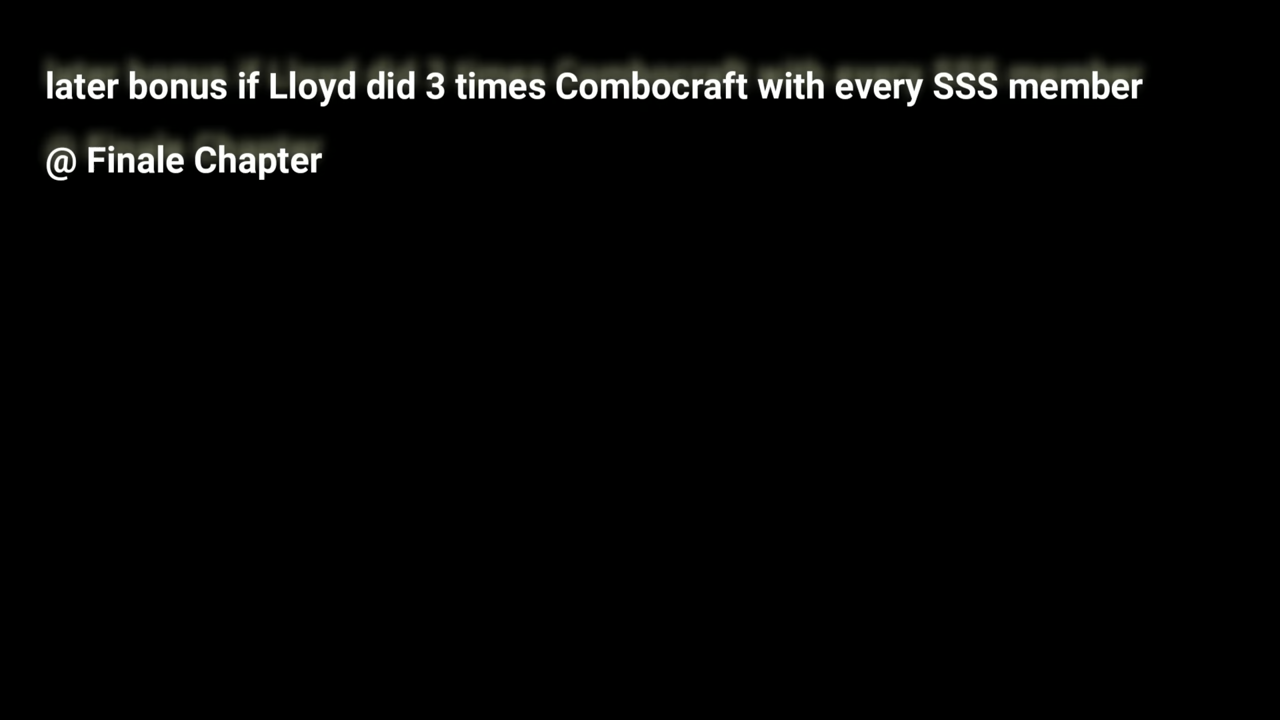 later bonus if Lloyd did 3 times Combocraft with every SSS member
@ Finale Chapter